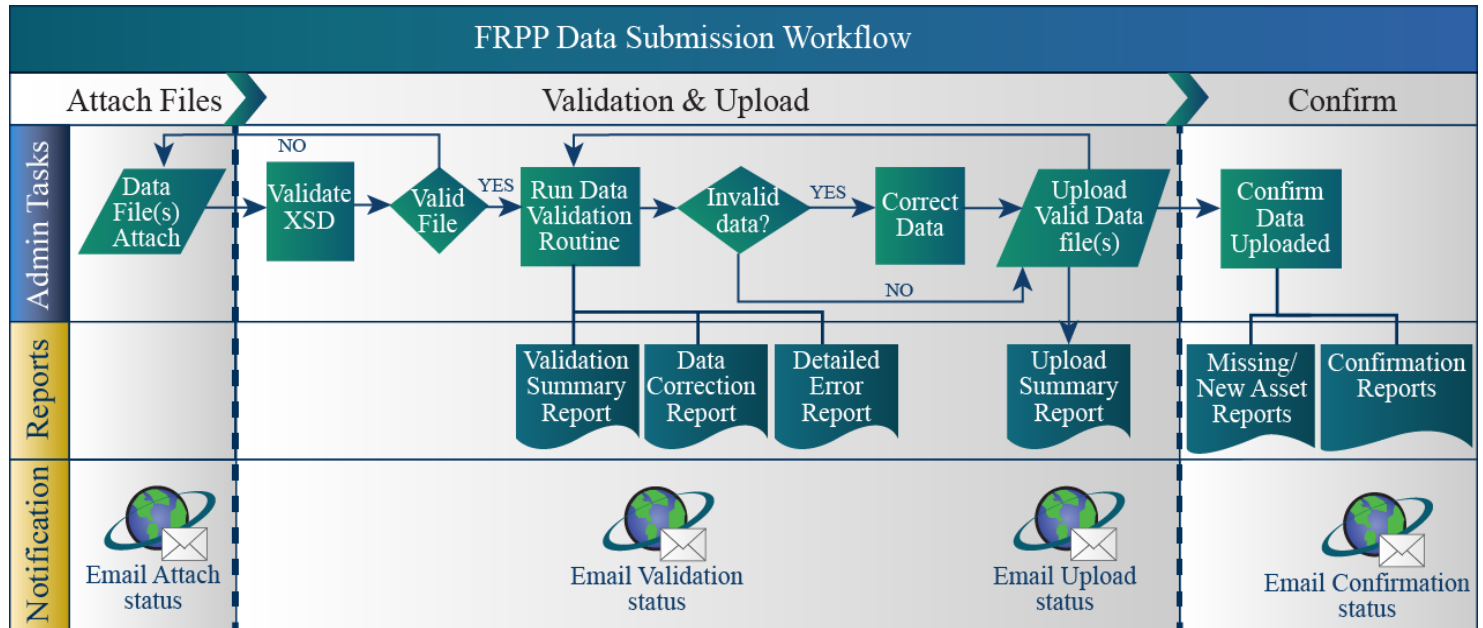 FRPP Data Submission Workflow
Attach Files
Validation & Upload
Confirm
Admin Tasks
Data
File(s)
Attach
NO
Validate
XSD
Valid
File
YES
Run Data
Validation
Routine
Invalid
data?
YES
NO
Correct
Data
Upload
Valid Data
file(s)
Confirm
Data
Uploaded
Reports
Validation
Summary
Report
Data
Correction
Report
Detailed
Error
Report
Upload
Summary
Report
Missing/
New Asset
Reports
Confirmation
Reports
Notification
Email Attach
status
Email Validation
status
Email Upload
status
Email Confirmation
status